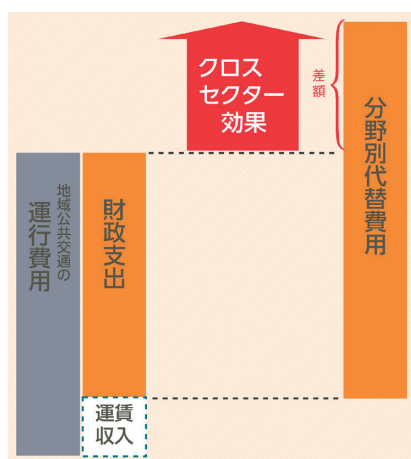 クロス
セクター
効果
差額
分野別代替費用
地域公共交通の
運行費用
財政支出
運賃
収入